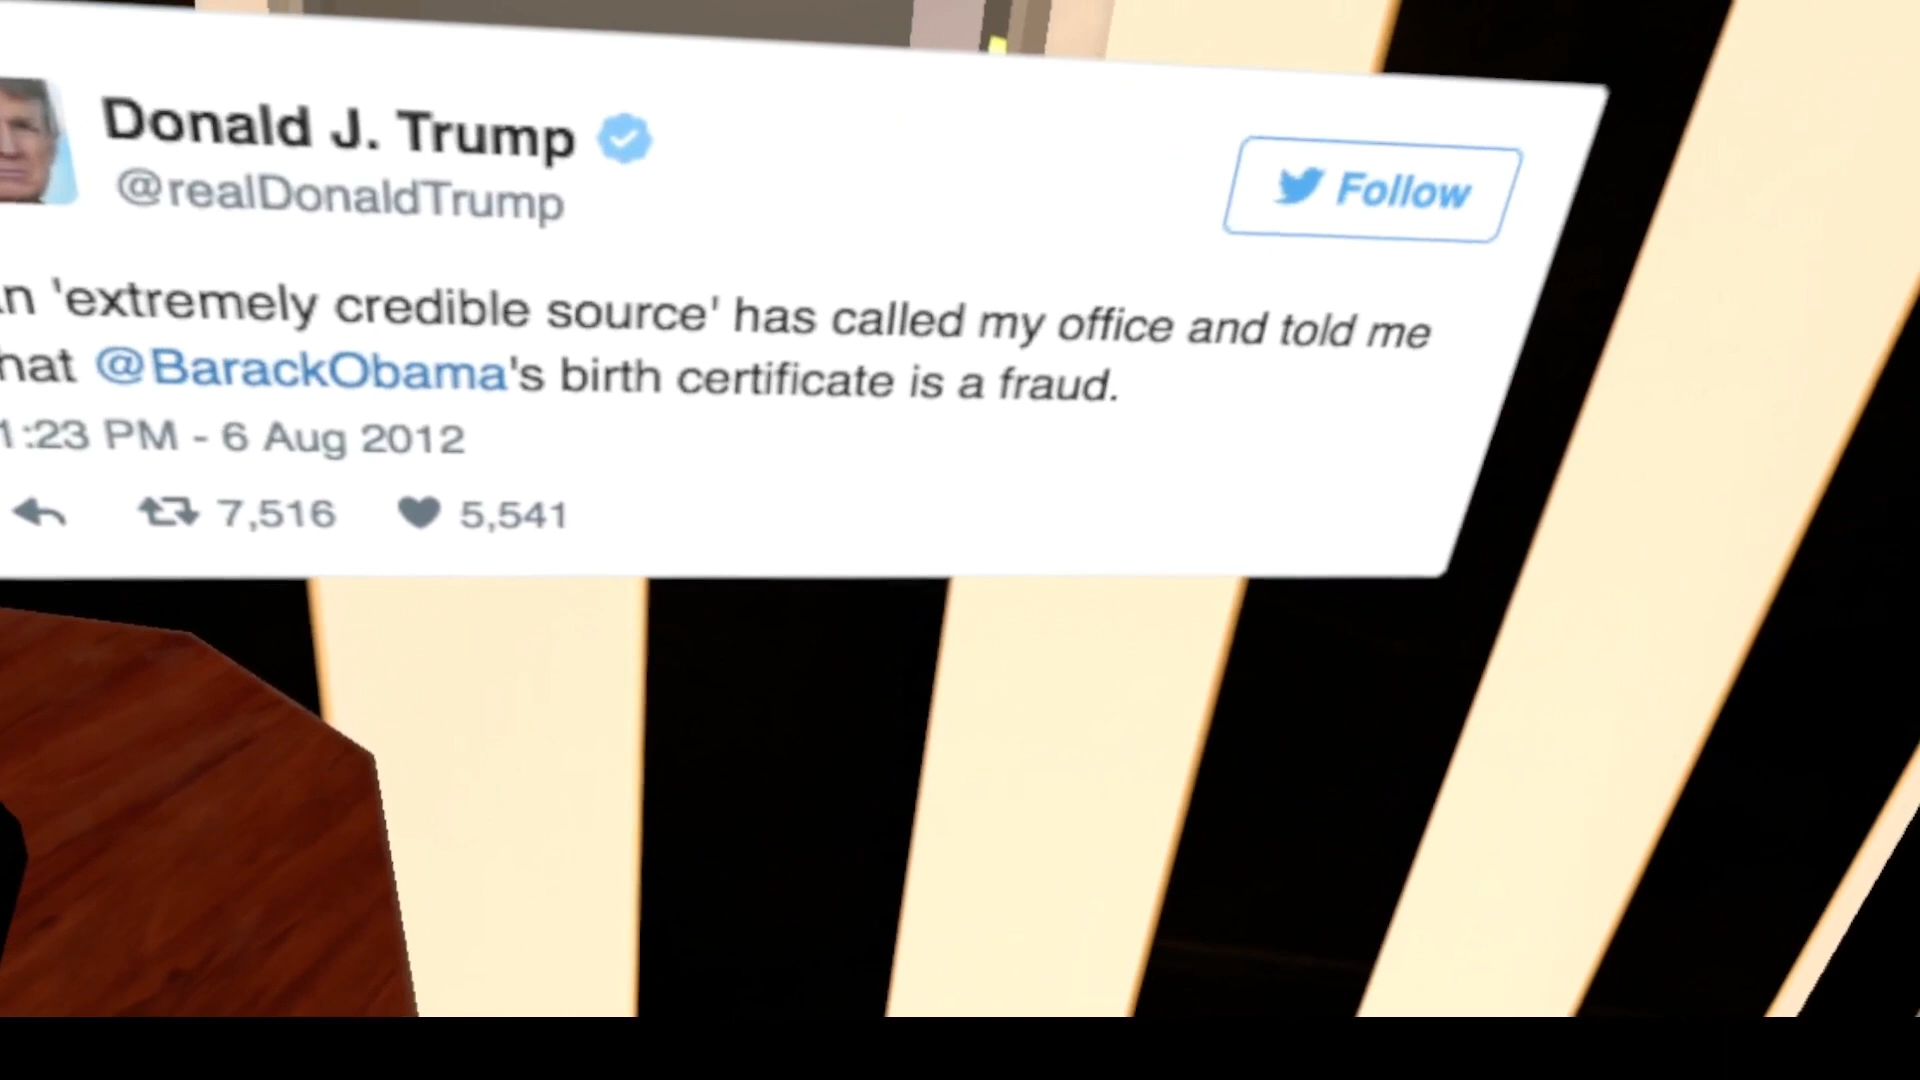 Donald J. Trump
@realDonaldTrump
Follow
n 'extremely credible source' has called my office and told me
hat @BarackObama's birth certificate is a fraud.
1:23 PM - 6 Aug 2012
7,516 5,541